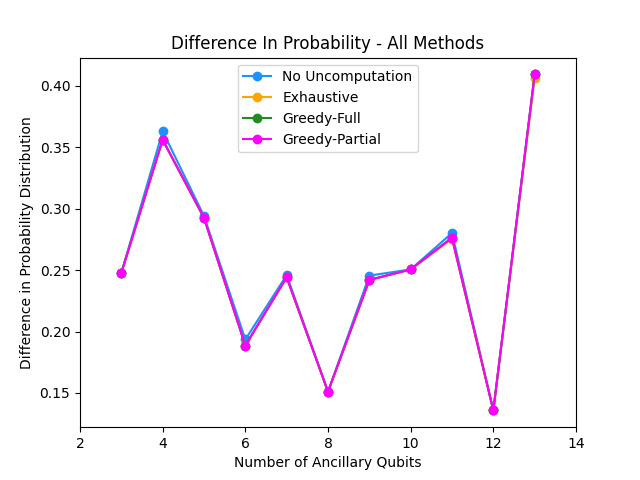 Difference In Probability - All Methods
No Uncomputation
Exhaustive
Greedy-Full
Greedy-Partial
Difference in Probability Distribution
0.40
0.35
0.30
0.25
0.20
0.15
2 4 6 8 10 12 14
Number of Ancillary Qubits